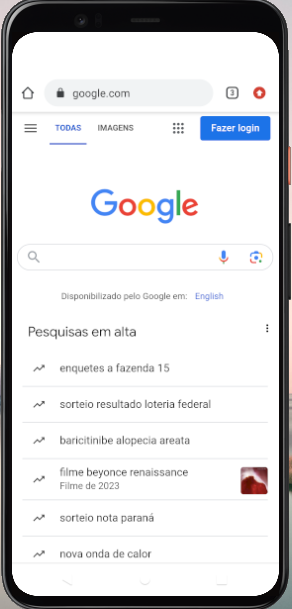 google.com
3
TODAS IMAGENS Fazer login
Google
Disponibilizado pelo Google em: English
Pesquisas em alta
enquetes a fazenda 15
sorteio resultado loteria federal
baricitinibe alopecia areata
filme beyonce renaissance
Filme de 2023
sorteio nota paraná
nova onda de calor